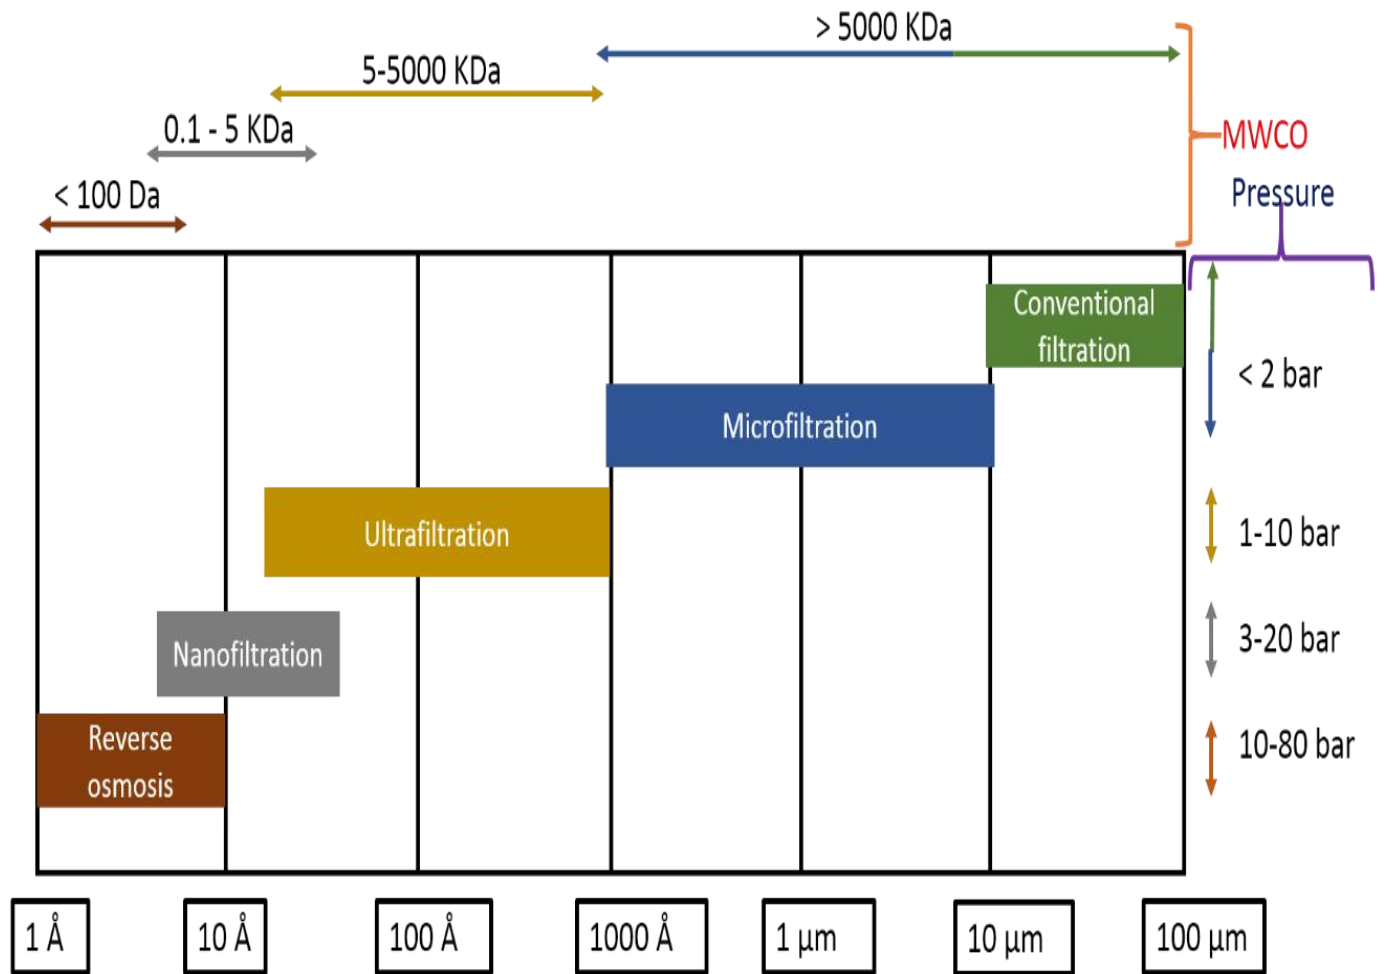 > 5000 KDa
5-5000 KDa
0.1 - 5 KDa
< 100 Da
MWCO
Pressure
Conventional
filtration
< 2 bar
Microfiltration
Ultrafiltration
1-10 bar
Nanofiltration
3-20 bar
Reverse
osmosis
10-80 bar
1 Å
10 Å
100 Å
1000 Å
1 µm
10 µm
100 µm